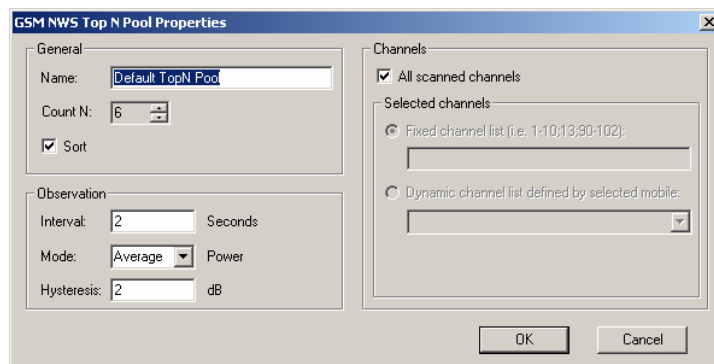 GSM NWS Top N Pool Properties
General
Name: Default TopN Pool
Count N: 6
Sort
Observation
Interval: 2 Seconds
Mode: Average Power
Hysteresis: 2 dB
Channels
All scanned channels
Selected channels
Fixed channel list (i.e. 1-10;13;90-102):
Dynamic channel list defined by selected mobile:
OK Cancel